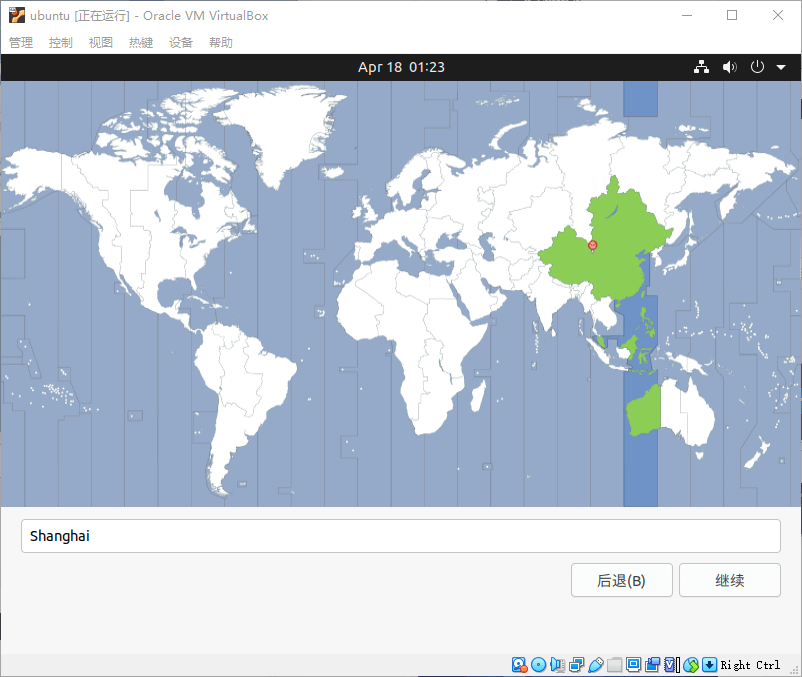 ubuntu [正在运行] - Oracle VM VirtualBox
管理 控制 视图 热键 设备 帮助
Apr 18 01:23
Shanghai
后退(B) 继续
Right Ctrl